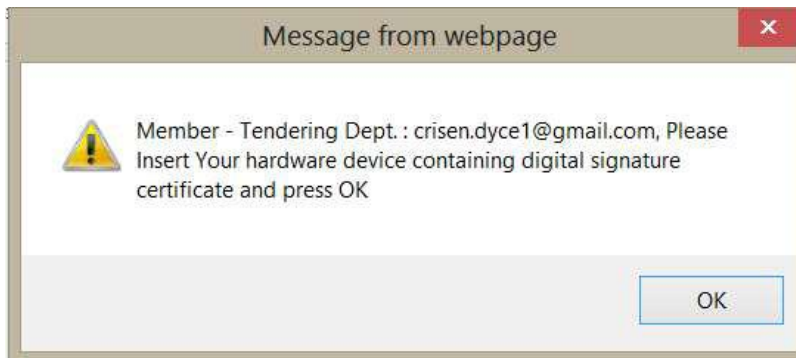 Message from webpage
Member - Tendering Dept. : crisen.dyce1@gmail.com, Please
Insert Your hardware device containing digital signature
certificate and press OK
OK